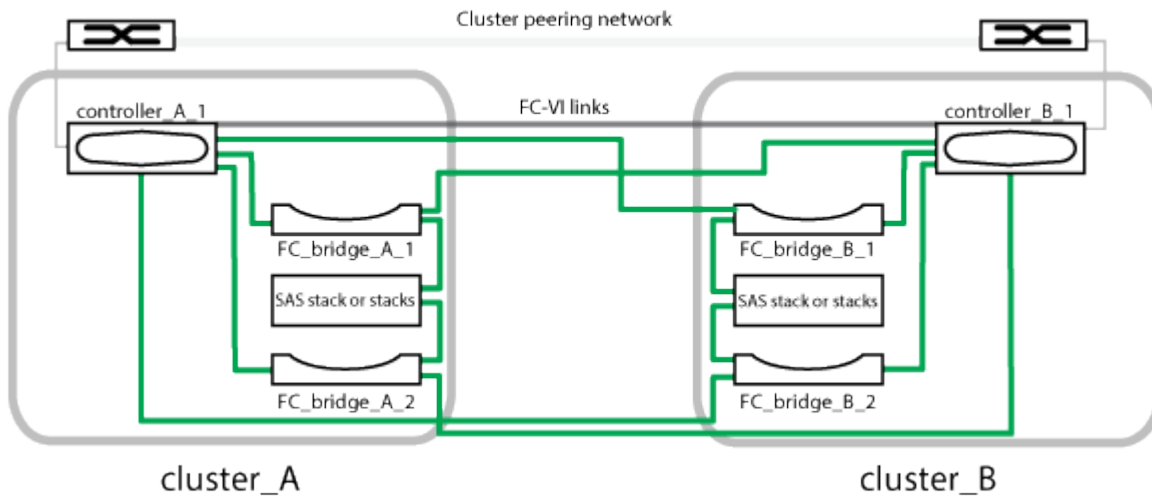 Cluster peering network
controller_A_1
FC-VI links
controller_B_1
FC_bridge_A_1
FC_bridge_B_1
SAS stack or stacks
SAS stack or stacks
FC_bridge_A_2
FC_bridge_B_2
cluster_A
cluster_B